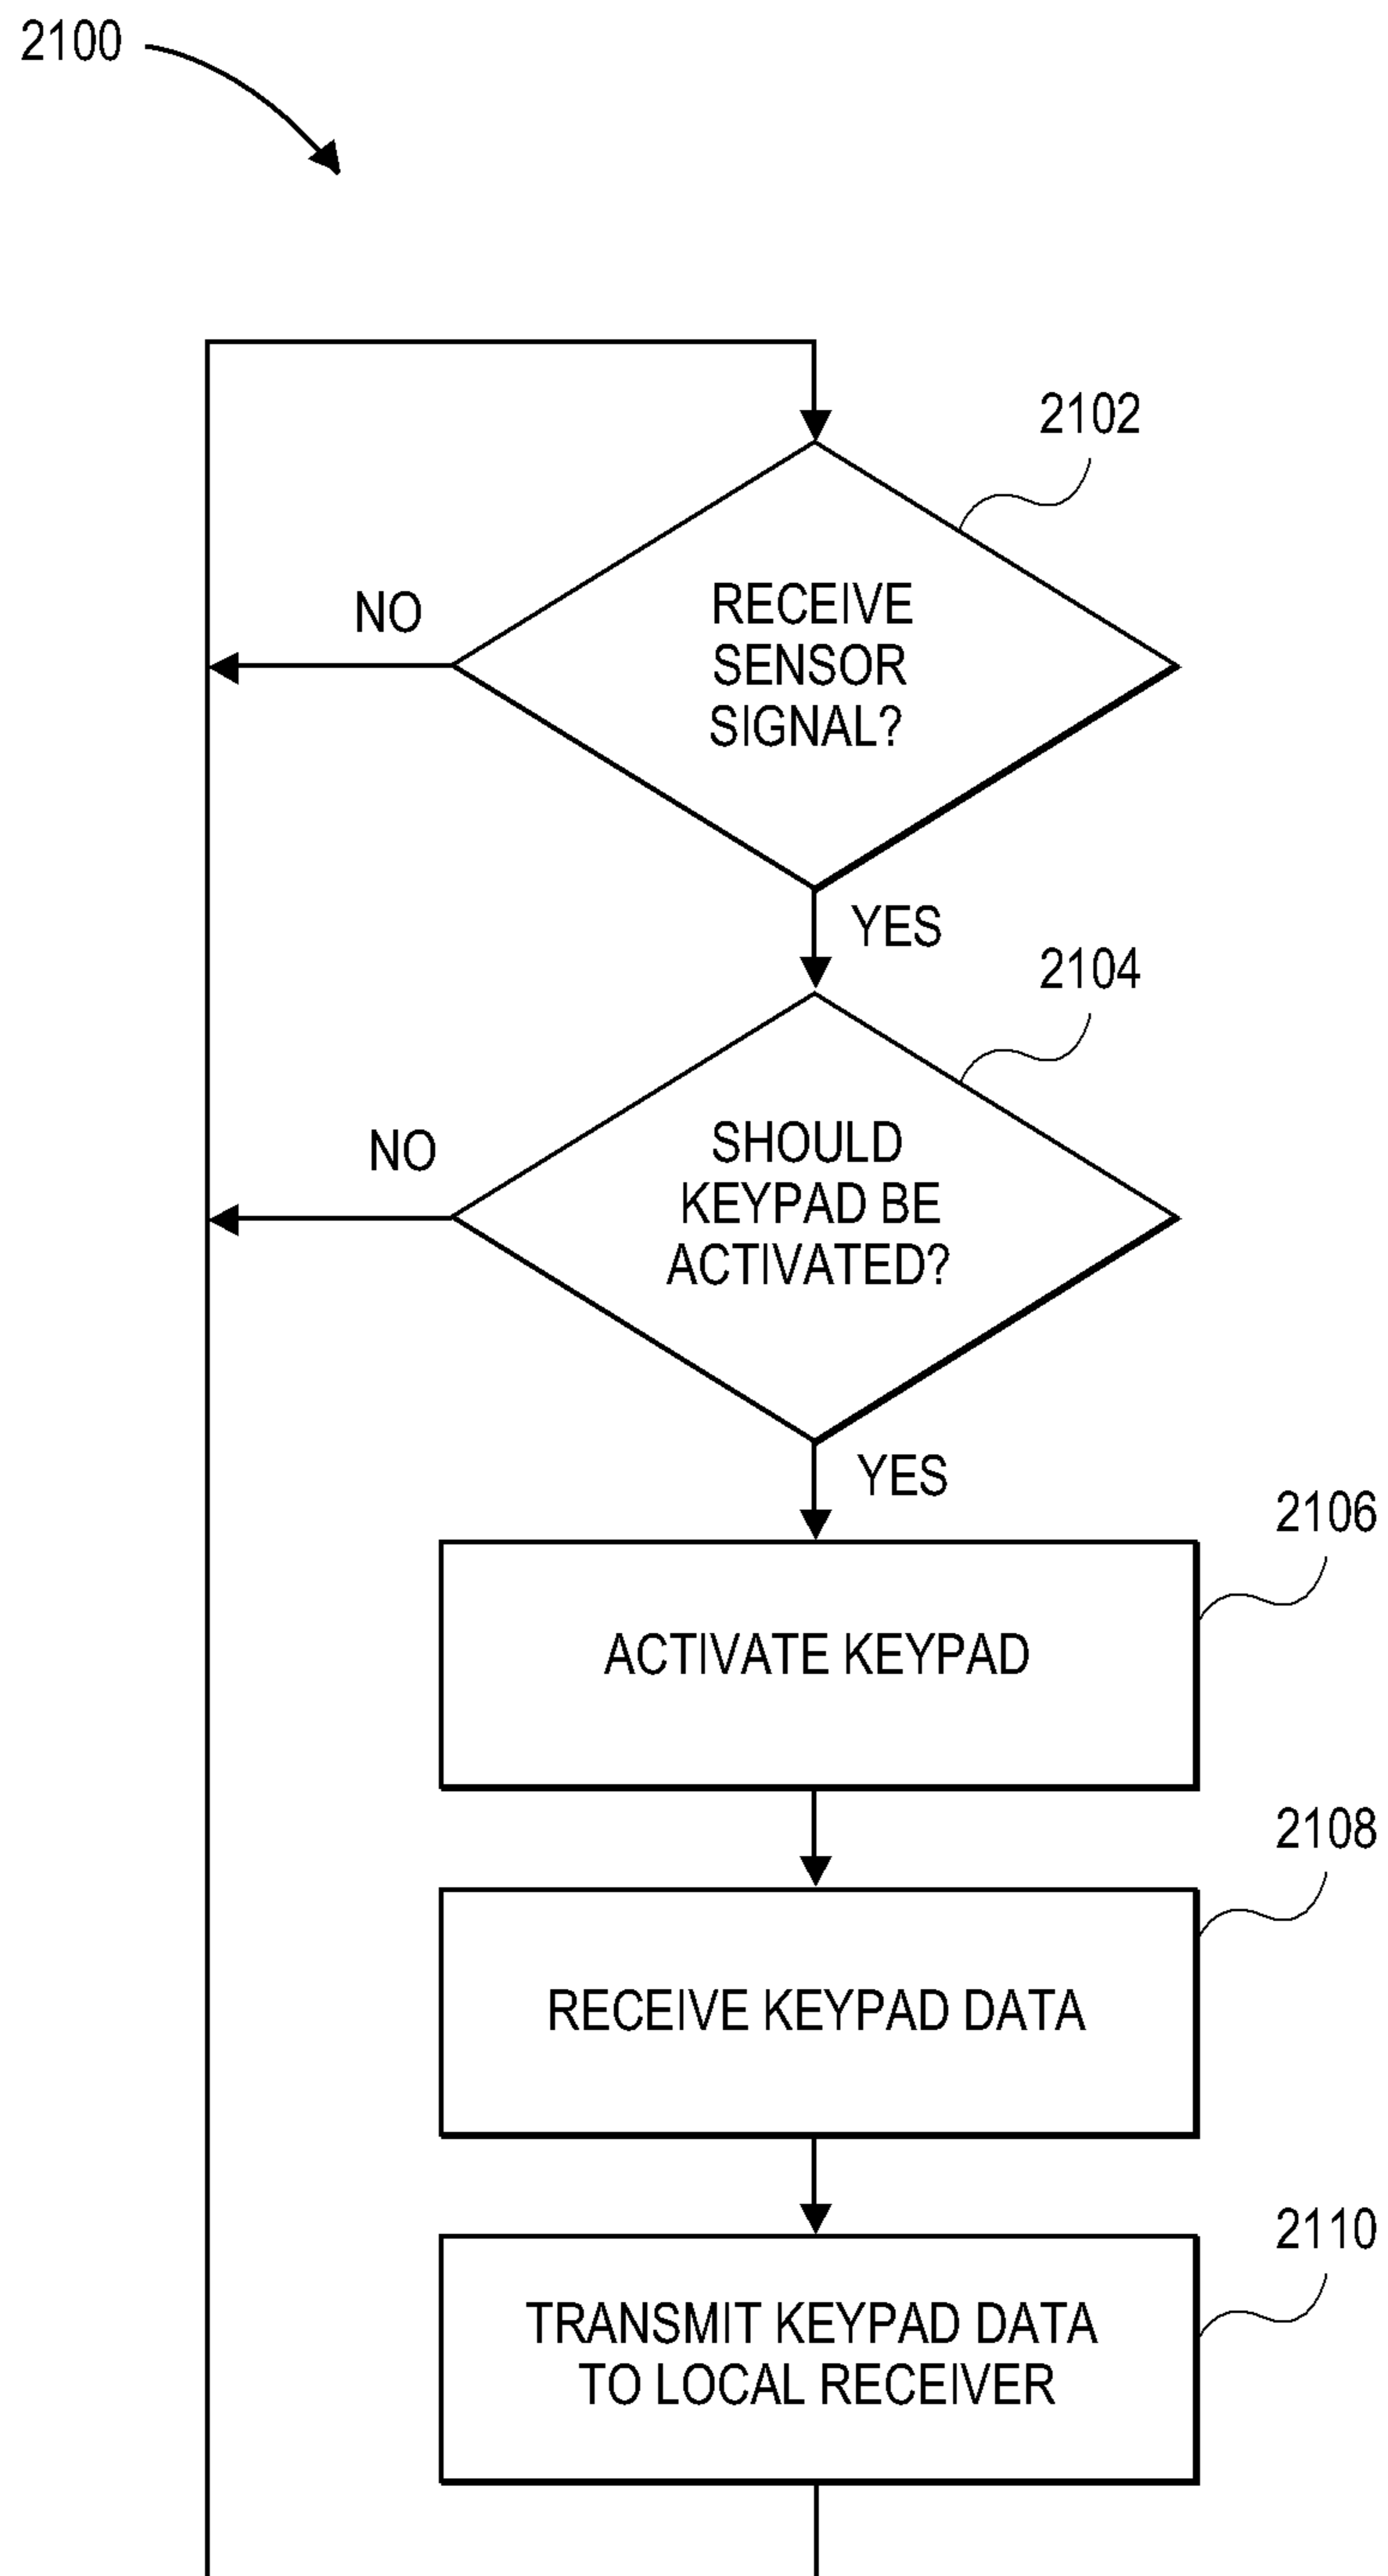 2100
2102
RECEIVE
SENSOR
SIGNAL?
NO
YES
2104
SHOULD
KEYPAD BE
ACTIVATED?
NO
YES
2106
ACTIVATE KEYPAD
2108
RECEIVE KEYPAD DATA
2110
TRANSMIT KEYPAD DATA
TO LOCAL RECEIVER